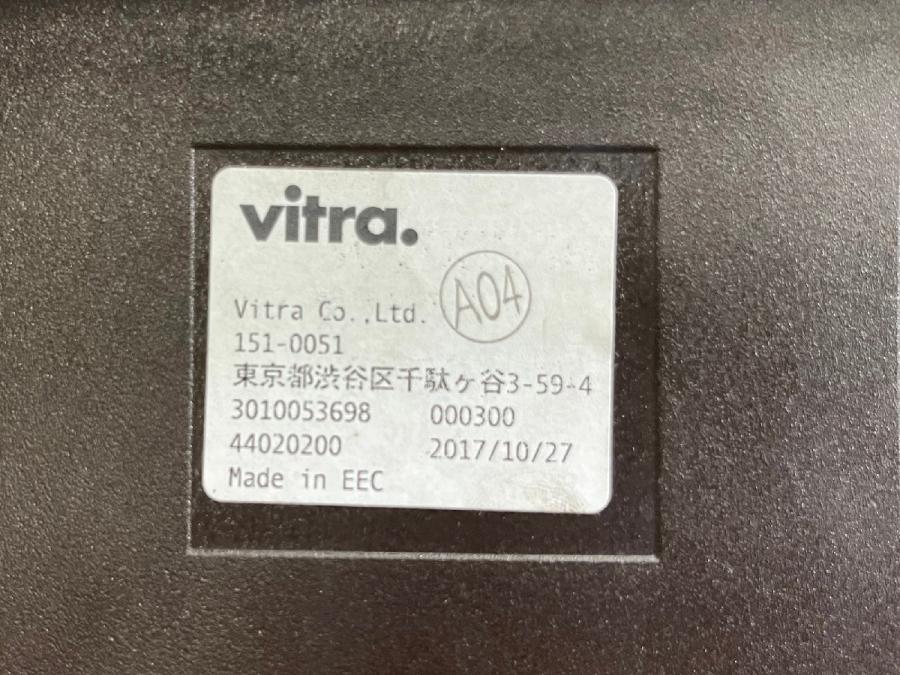 vitra.
A04
Vitra Co.,Ltd.
151-0051
東京都渋谷区千駄ヶ谷3-59-4
3010053698 000300
44020200 2017/10/27
Made in EEC